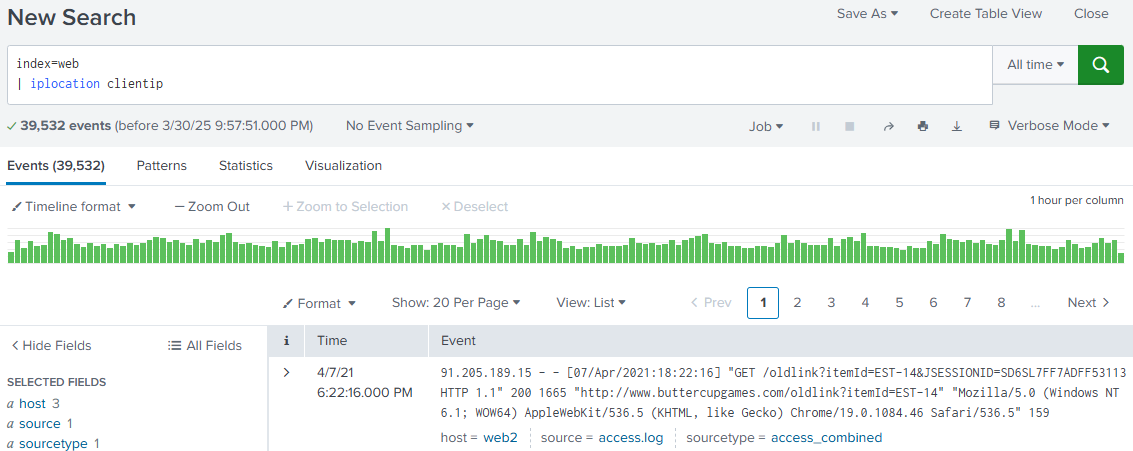 New Search
Save As ▾ Create Table View Close
index=web
| iplocation clientip
All time ▾
✓ 39,532 events (before 3/30/25 9:57:51.000 PM) No Event Sampling ▾ Job ▾ Verbose Mode ▾
Events (39,532) Patterns Statistics Visualization
Timeline format ▾ — Zoom Out + Zoom to Selection × Deselect 1 hour per column
Format ▾ Show: 20 Per Page ▾ View: List ▾ < Prev 1 2 3 4 5 6 7 8 ... Next >
< Hide Fields All Fields i Time Event
SELECTED FIELDS
a host 3
a source 1
a sourcetype 1
> 4/7/21
6:22:16.000 PM
91.205.189.15 - - [07/Apr/2021:18:22:16] "GET /oldlink?itemId=EST-14&JSESSIONID=SD6SL7FF7ADFF53113
HTTP 1.1" 200 1665 "http://www.buttercupgames.com/oldlink?itemId=EST-14" "Mozilla/5.0 (Windows NT
6.1; WOW64) AppleWebKit/536.5 (KHTML, like Gecko) Chrome/19.0.1084.46 Safari/536.5" 159
host = web2 source = access.log sourcetype = access_combined